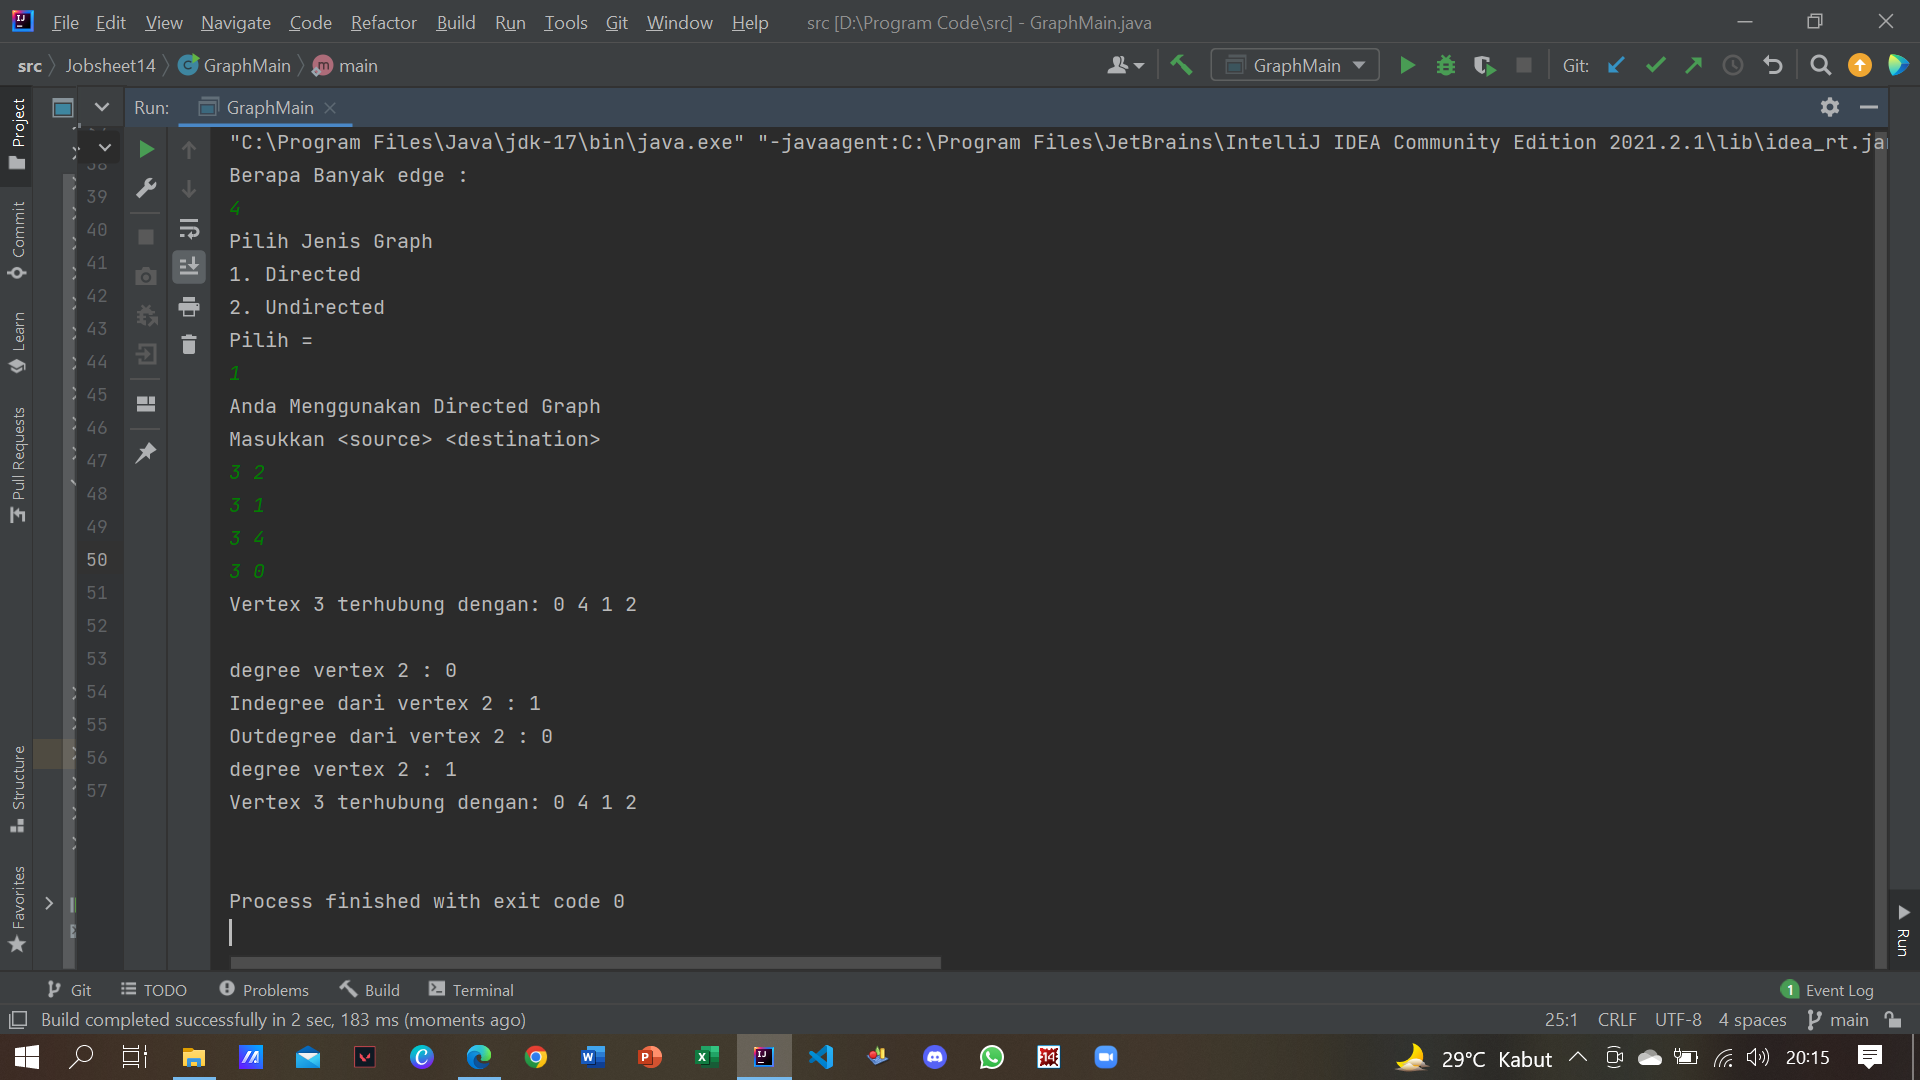 File Edit View Navigate Code Refactor Build Run Tools Git Window Help src [D:\Program Code\src] - GraphMain.java
src Jobsheet14 GraphMain main GraphMain Git:
Run: GraphMain
Project
Commit
Learn
Pull Requests
Structure
Favorites
38
39
40
41
42
43
44
45
46
47
48
49
50
51
52
53
54
55
56
57
"C:\Program Files\Java\jdk-17\bin\java.exe" "-javaagent:C:\Program Files\JetBrains\IntelliJ IDEA Community Edition 2021.2.1\lib\idea_rt.ja
Berapa Banyak edge :
4
Pilih Jenis Graph
1. Directed
2. Undirected
Pilih =
1
Anda Menggunakan Directed Graph
Masukkan <source> <destination>
3 2
3 1
3 4
3 0
Vertex 3 terhubung dengan: 0 4 1 2
degree vertex 2 : 0
Indegree dari vertex 2 : 1
Outdegree dari vertex 2 : 0
degree vertex 2 : 1
Vertex 3 terhubung dengan: 0 4 1 2
Process finished with exit code 0
Run
Git TODO Problems Build Terminal 1 Event Log
Build completed successfully in 2 sec, 183 ms (moments ago) 25:1 CRLF UTF-8 4 spaces main
29°C Kabut 20:15